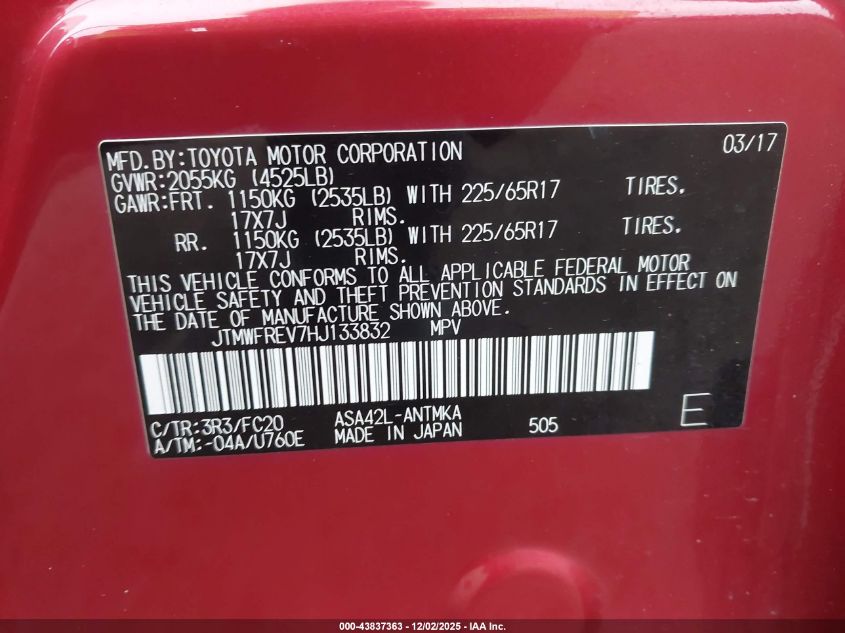 MFD.BY:TOYOTA MOTOR CORPORATION 03/17
GVWR:2055KG (4525LB)
GAWR:FRT. 1150KG (2535LB) WITH 225/65R17 TIRES.
17X7J RIMS.
RR. 1150KG (2535LB) WITH 225/65R17 TIRES.
17X7J RIMS.
THIS VEHICLE CONFORMS TO ALL APPLICABLE FEDERAL MOTOR
VEHICLE SAFETY AND THEFT PREVENTION STANDARDS IN EFFECT ON
THE DATE OF MANUFACTURE SHOWN ABOVE.
JTMWFREV7HJ133832 MPV
C/TR:3R3/FC20 ASA42L-ANTMKA
A/TM:-04A/U760E MADE IN JAPAN 505 E
000-43837363 - 12/02/2025 - IAA Inc.